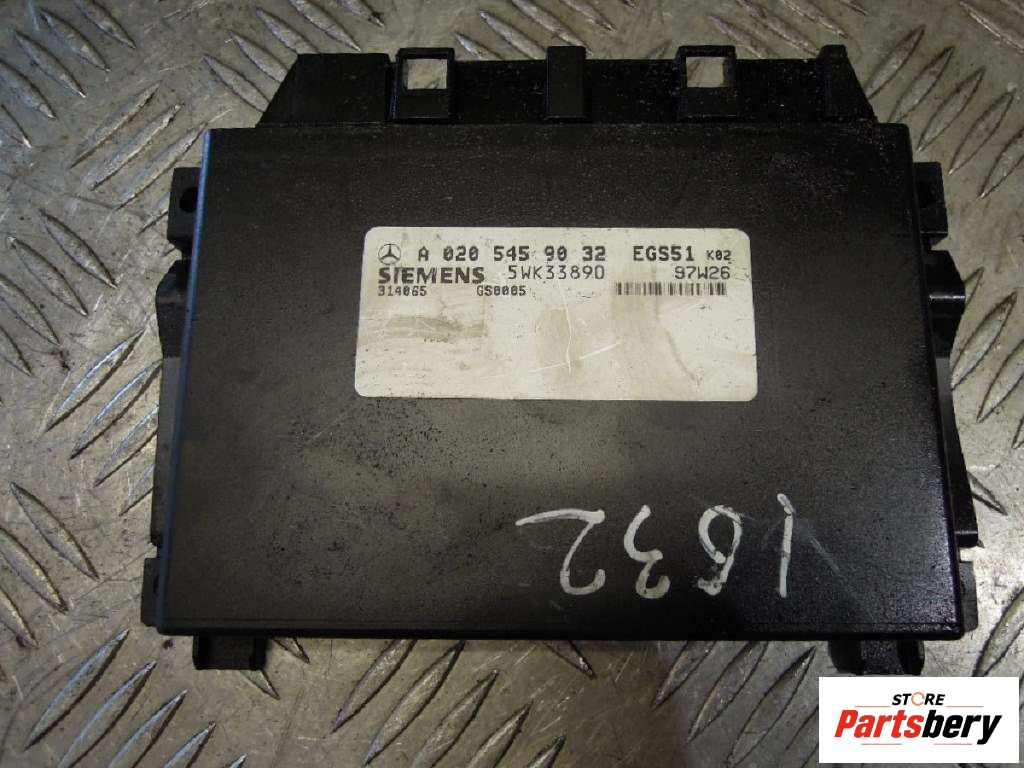 A 020 545 90 32 EGS51 K02
SIEMENS 5WK33890 97W26
314065 GS0005
1632
STORE
Partsbery